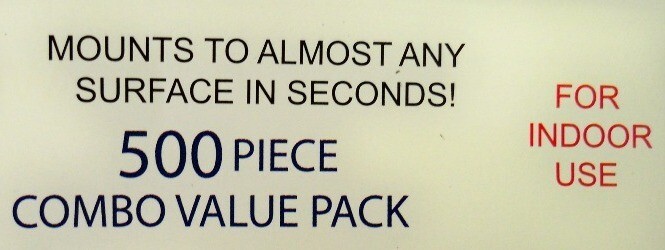 MOUNTS TO ALMOST ANY
SURFACE IN SECONDS!
500 PIECE
COMBO VALUE PACK
FOR
INDOOR
USE